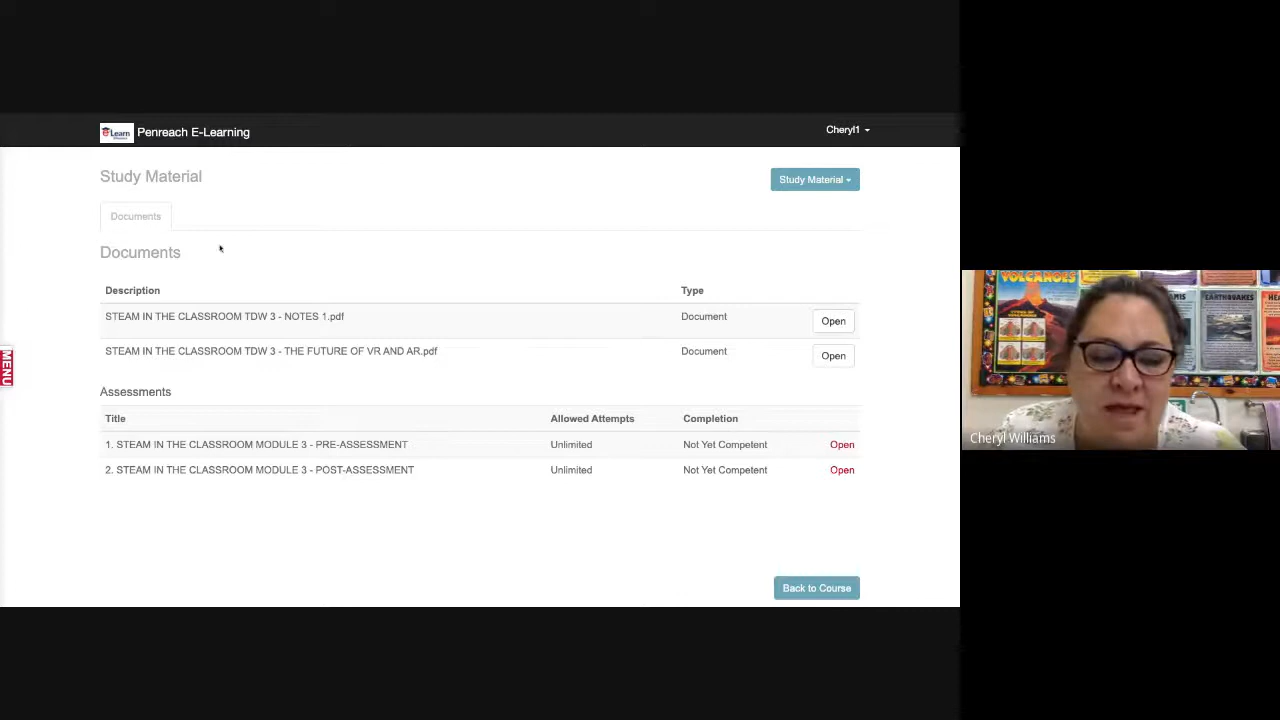 eLearn
Penreach E-Learning
Cheryl1
Study Material
Study Material
Documents
Documents
Description Type
STEAM IN THE CLASSROOM TDW 3 - NOTES 1.pdf Document Open
STEAM IN THE CLASSROOM TDW 3 - THE FUTURE OF VR AND AR.pdf Document Open
MENU
Assessments
Title Allowed Attempts Completion
1. STEAM IN THE CLASSROOM MODULE 3 - PRE-ASSESSMENT Unlimited Not Yet Competent Open
2. STEAM IN THE CLASSROOM MODULE 3 - POST-ASSESSMENT Unlimited Not Yet Competent Open
Back to Course
VOLCANOES
TYPES OF
EARTHQUAKES
Cheryl Williams